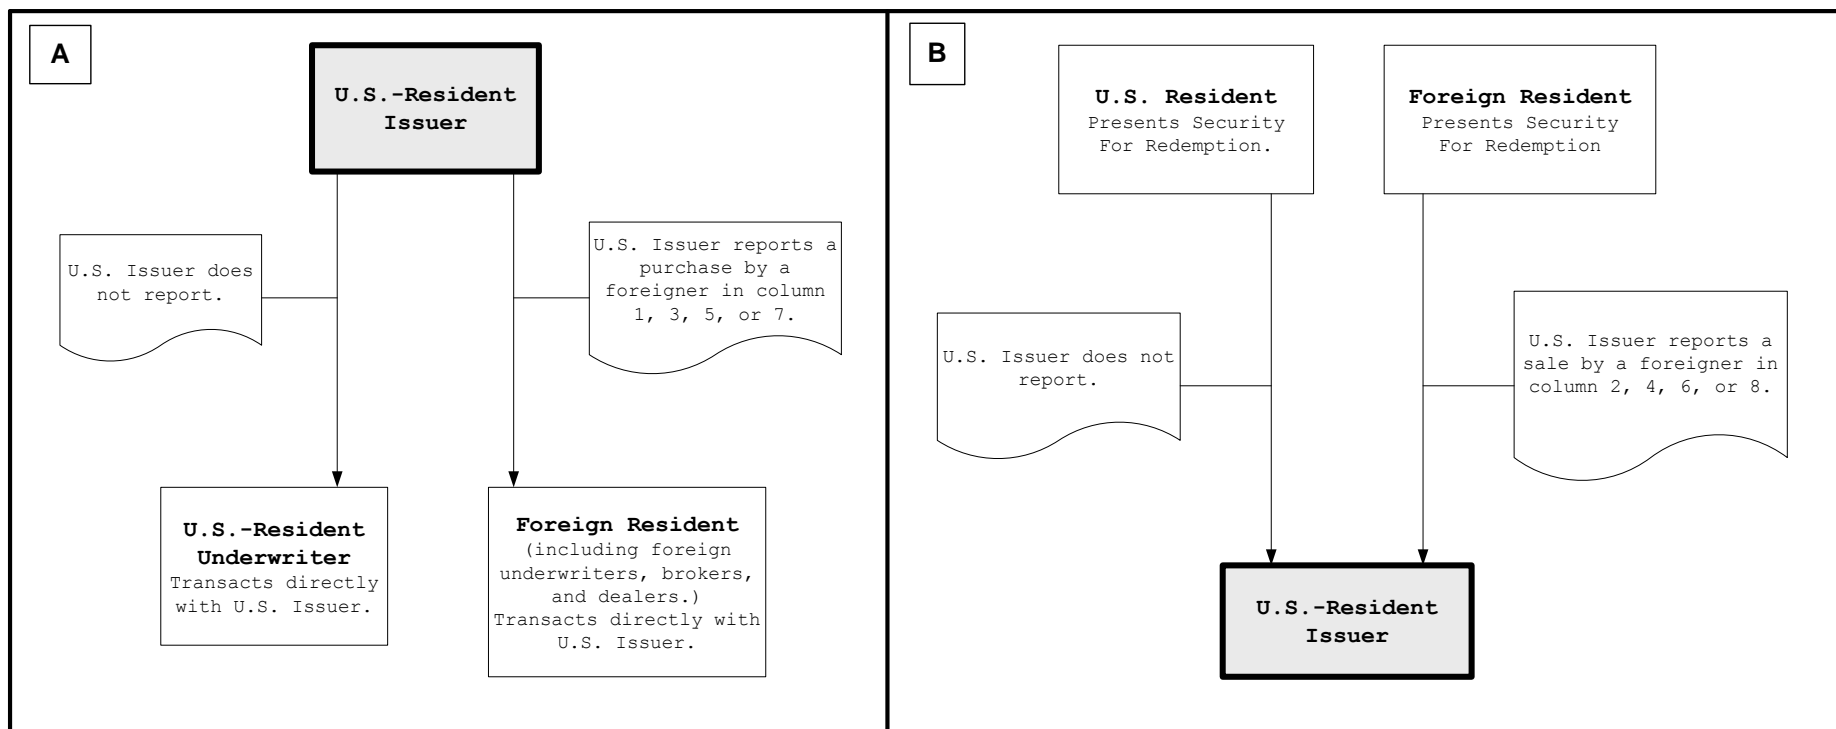 A
U.S.-Resident
Issuer
U.S. Issuer does
not report.
U.S. Issuer reports a
purchase by a
foreigner in column
1, 3, 5, or 7.
U.S.-Resident
Underwriter
Transacts directly
with U.S. Issuer.
Foreign Resident
(including foreign
underwriters, brokers,
and dealers.)
Transacts directly with
U.S. Issuer.
B
U.S. Resident
Presents Security
For Redemption.
Foreign Resident
Presents Security
For Redemption
U.S. Issuer does not
report.
U.S. Issuer reports a
sale by a foreigner in
column 2, 4, 6, or 8.
U.S.-Resident
Issuer